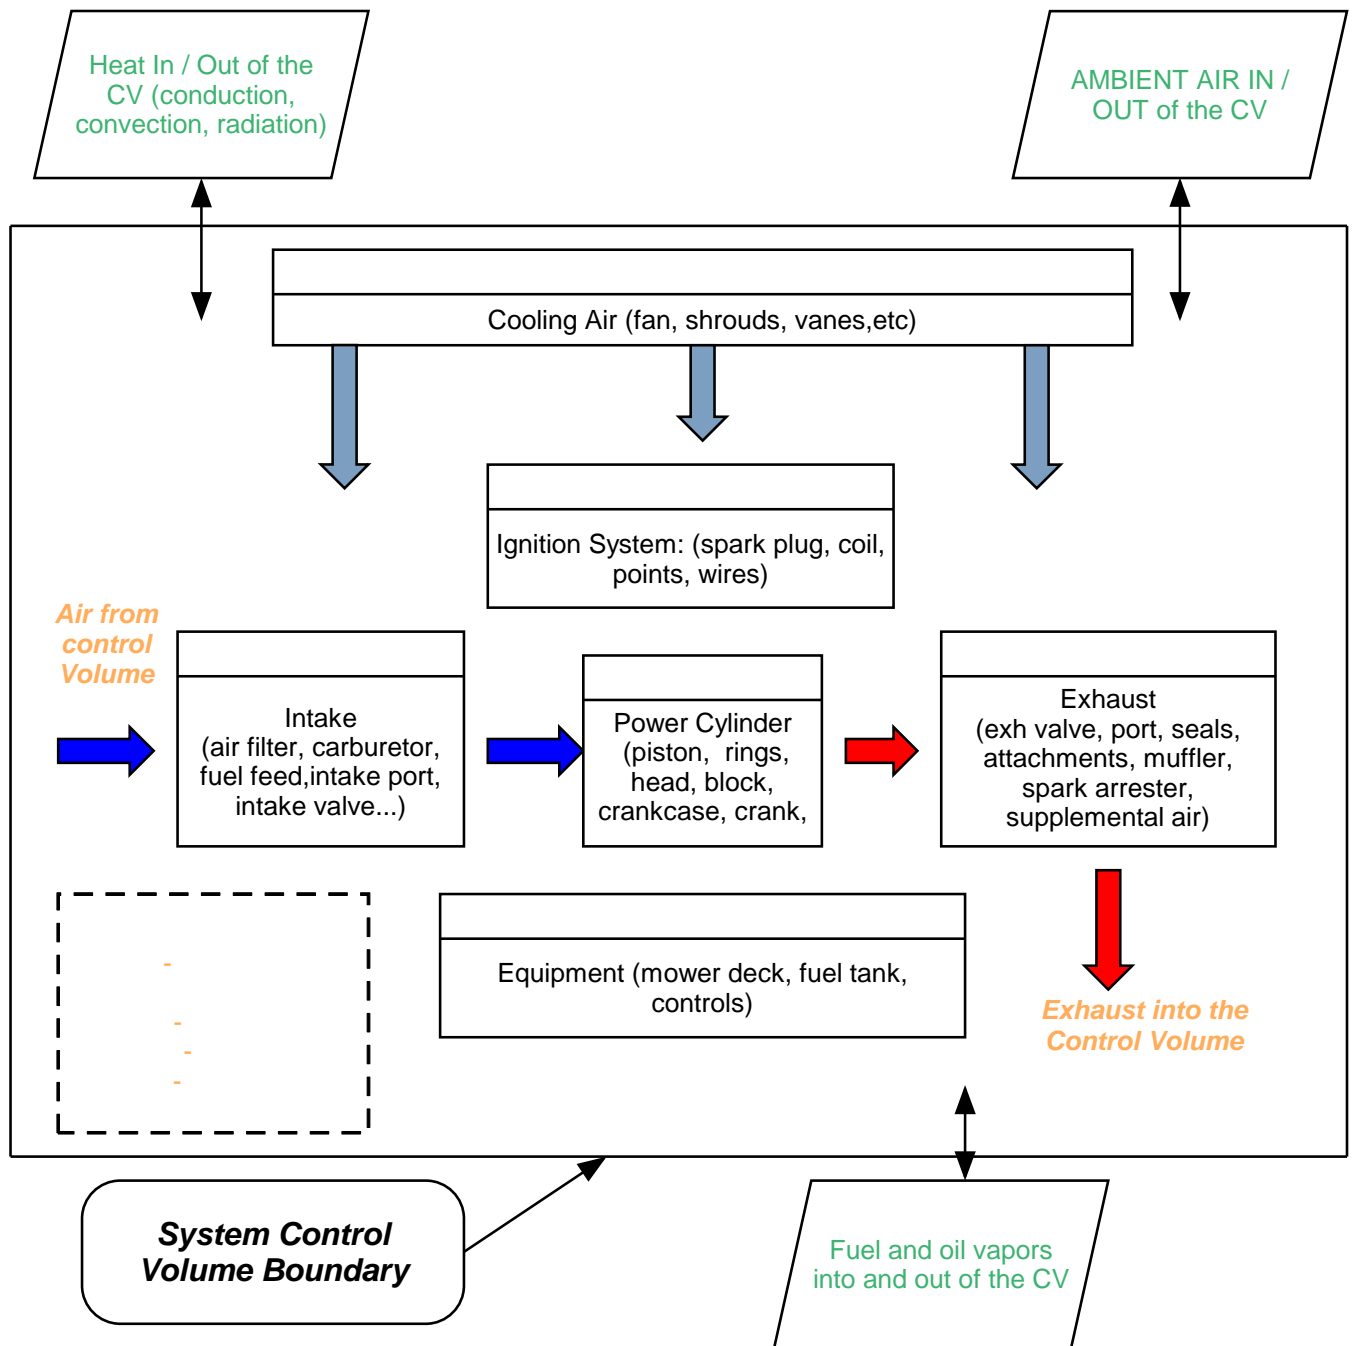 Heat In / Out of the
CV (conduction,
convection, radiation)
AMBIENT AIR IN /
OUT of the CV
Cooling Air (fan, shrouds, vanes,etc)
Ignition System: (spark plug, coil,
points, wires)
Air from
control
Volume
Intake
(air filter, carburetor,
fuel feed,intake port,
intake valve...)
Power Cylinder
(piston, rings,
head, block,
crankcase, crank,
Exhaust
(exh valve, port, seals,
attachments, muffler,
spark arrester,
supplemental air)
-
-
-
-
Equipment (mower deck, fuel tank,
controls)
Exhaust into the
Control Volume
System Control
Volume Boundary
Fuel and oil vapors
into and out of the CV